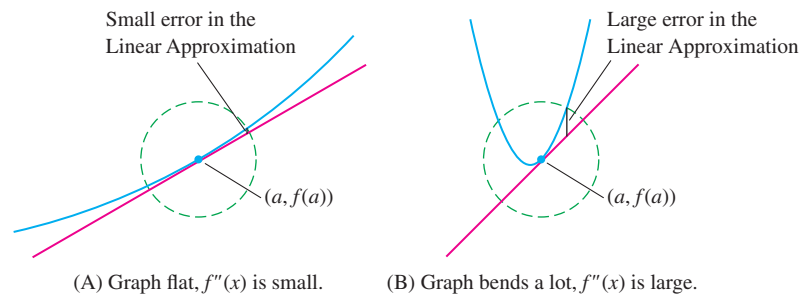 Small error in the
Linear Approximation
(a, f(a))
(A) Graph flat, f″(x) is small.
Large error in the
Linear Approximation
(a, f(a))
(B) Graph bends a lot, f″(x) is large.